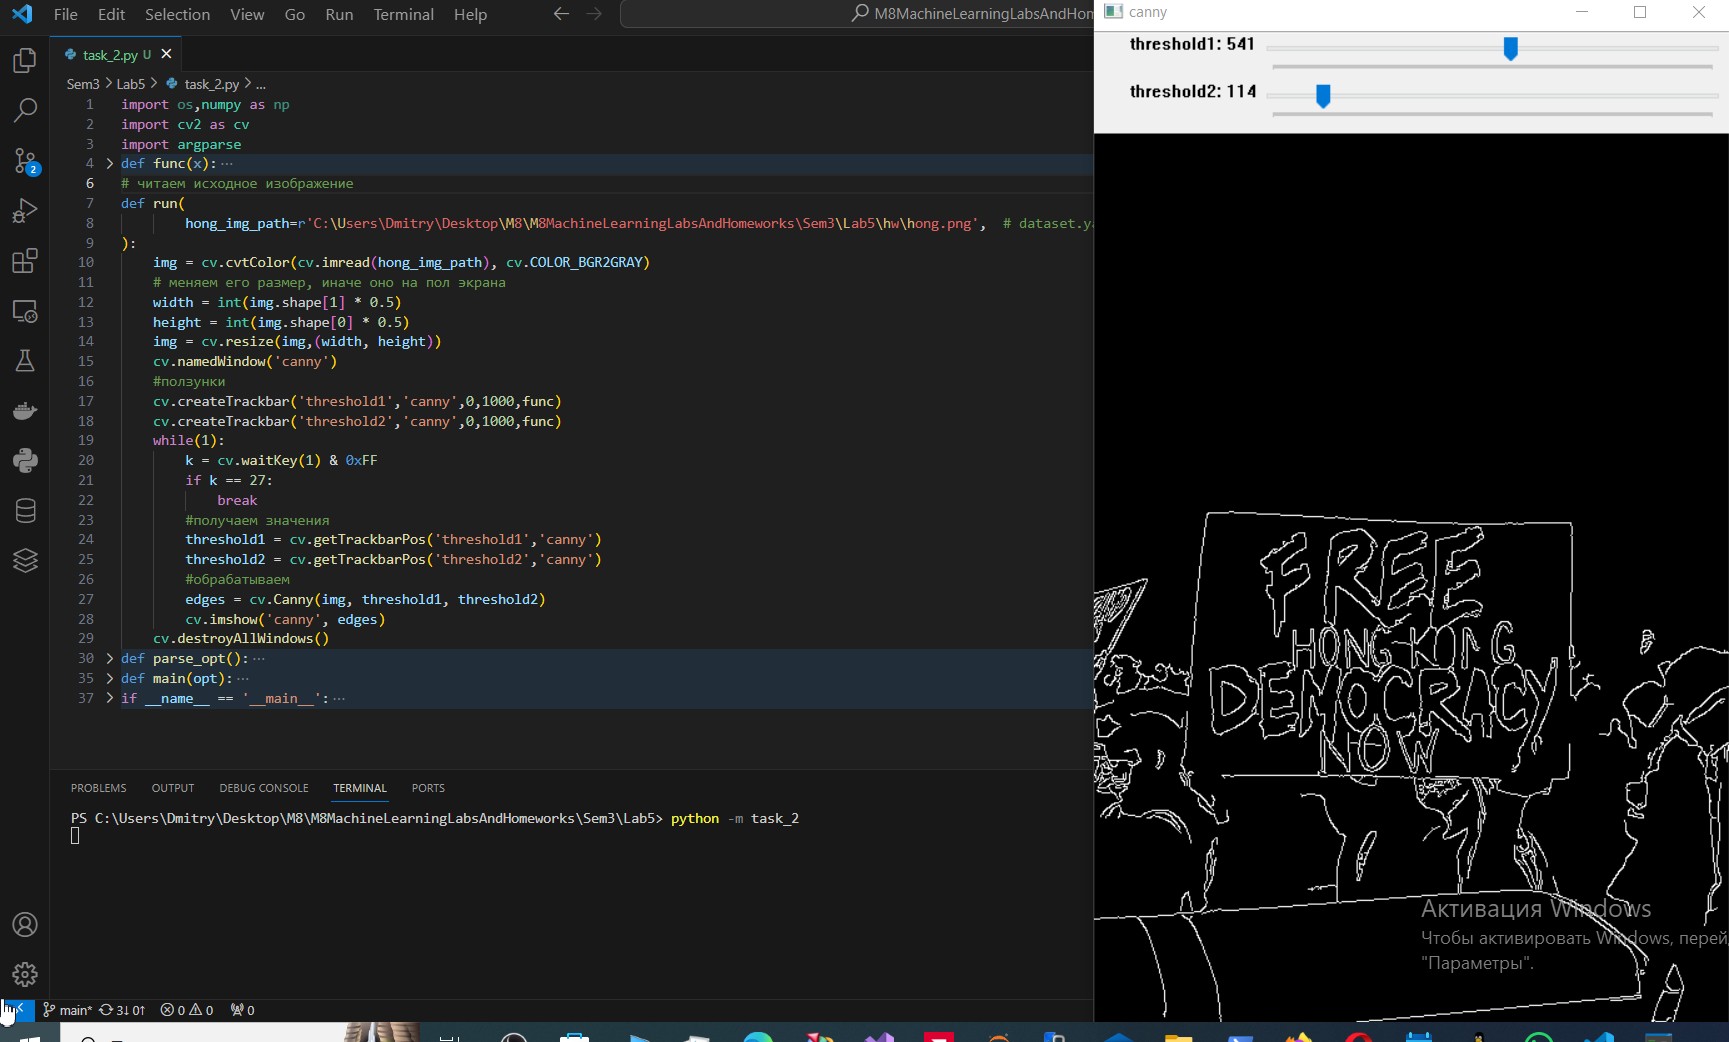 File Edit Selection View Go Run Terminal Help
M8MachineLearningLabsAndHom
task_2.py U
Sem3 > Lab5 > task_2.py > ...
1 import os,numpy as np
2 import cv2 as cv
3 import argparse
4 def func(x):···
6 # читаем исходное изображение
7 def run(
8 hong_img_path=r'C:\Users\Dmitry\Desktop\M8\M8MachineLearningLabsAndHomeworks\Sem3\Lab5\hw\hong.png',  # dataset.ya
9 ):
10 img = cv.cvtColor(cv.imread(hong_img_path), cv.COLOR_BGR2GRAY)
11 # меняем его размер, иначе оно на пол экрана
12 width = int(img.shape[1] * 0.5)
13 height = int(img.shape[0] * 0.5)
14 img = cv.resize(img,(width, height))
15 cv.namedWindow('canny')
16 #ползунки
17 cv.createTrackbar('threshold1','canny',0,1000,func)
18 cv.createTrackbar('threshold2','canny',0,1000,func)
19 while(1):
20 k = cv.waitKey(1) & 0xFF
21 if k == 27:
22 break
23 #получаем значения
24 threshold1 = cv.getTrackbarPos('threshold1','canny')
25 threshold2 = cv.getTrackbarPos('threshold2','canny')
26 #обрабатываем
27 edges = cv.Canny(img, threshold1, threshold2)
28 cv.imshow('canny', edges)
29 cv.destroyAllWindows()
30 def parse_opt():···
35 def main(opt):···
37 if __name__ == '__main__':···
PROBLEMS OUTPUT DEBUG CONSOLE TERMINAL PORTS
PS C:\Users\Dmitry\Desktop\M8\M8MachineLearningLabsAndHomeworks\Sem3\Lab5> python -m task_2
2
main* 3↓ 0↑ 0 0 0
canny
threshold1: 541
threshold2: 114
FREE
HONG KONG
DEMOCRACY
NOW
Активация Windows
Чтобы активировать Windows, перей
"Параметры".